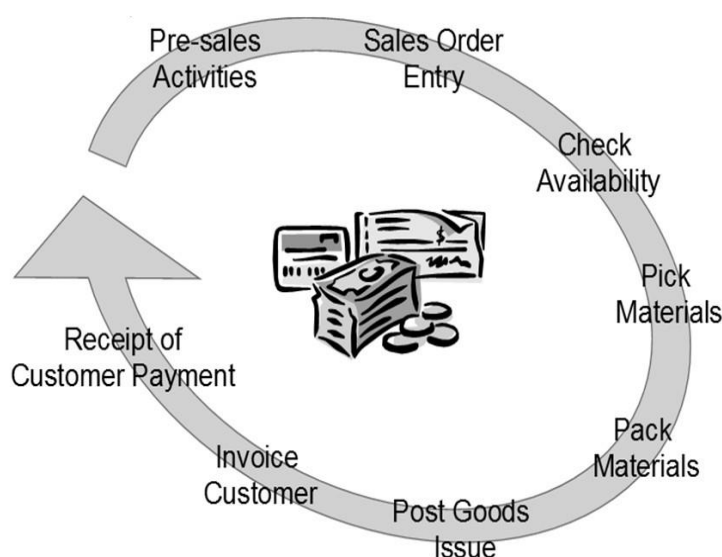 Pre-sales
Activities
Sales Order
Entry
Check
Availability
Pick
Materials
Pack
Materials
Post Goods
Issue
Invoice
Customer
Receipt of
Customer Payment
$